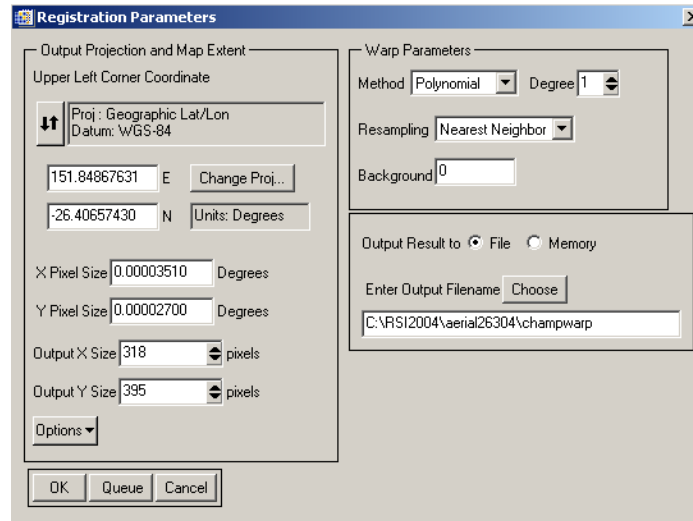 Registration Parameters
Output Projection and Map Extent
Upper Left Corner Coordinate
Proj : Geographic Lat/Lon
Datum: WGS-84
151.84867631 E Change Proj...
-26.40657430 N Units: Degrees
X Pixel Size 0.00003510 Degrees
Y Pixel Size 0.00002700 Degrees
Output X Size 318 pixels
Output Y Size 395 pixels
Options
OK Queue Cancel
Warp Parameters
Method Polynomial Degree 1
Resampling Nearest Neighbor
Background 0
Output Result to File Memory
Enter Output Filename Choose
C:\RSI2004\aerial26304\champwarp